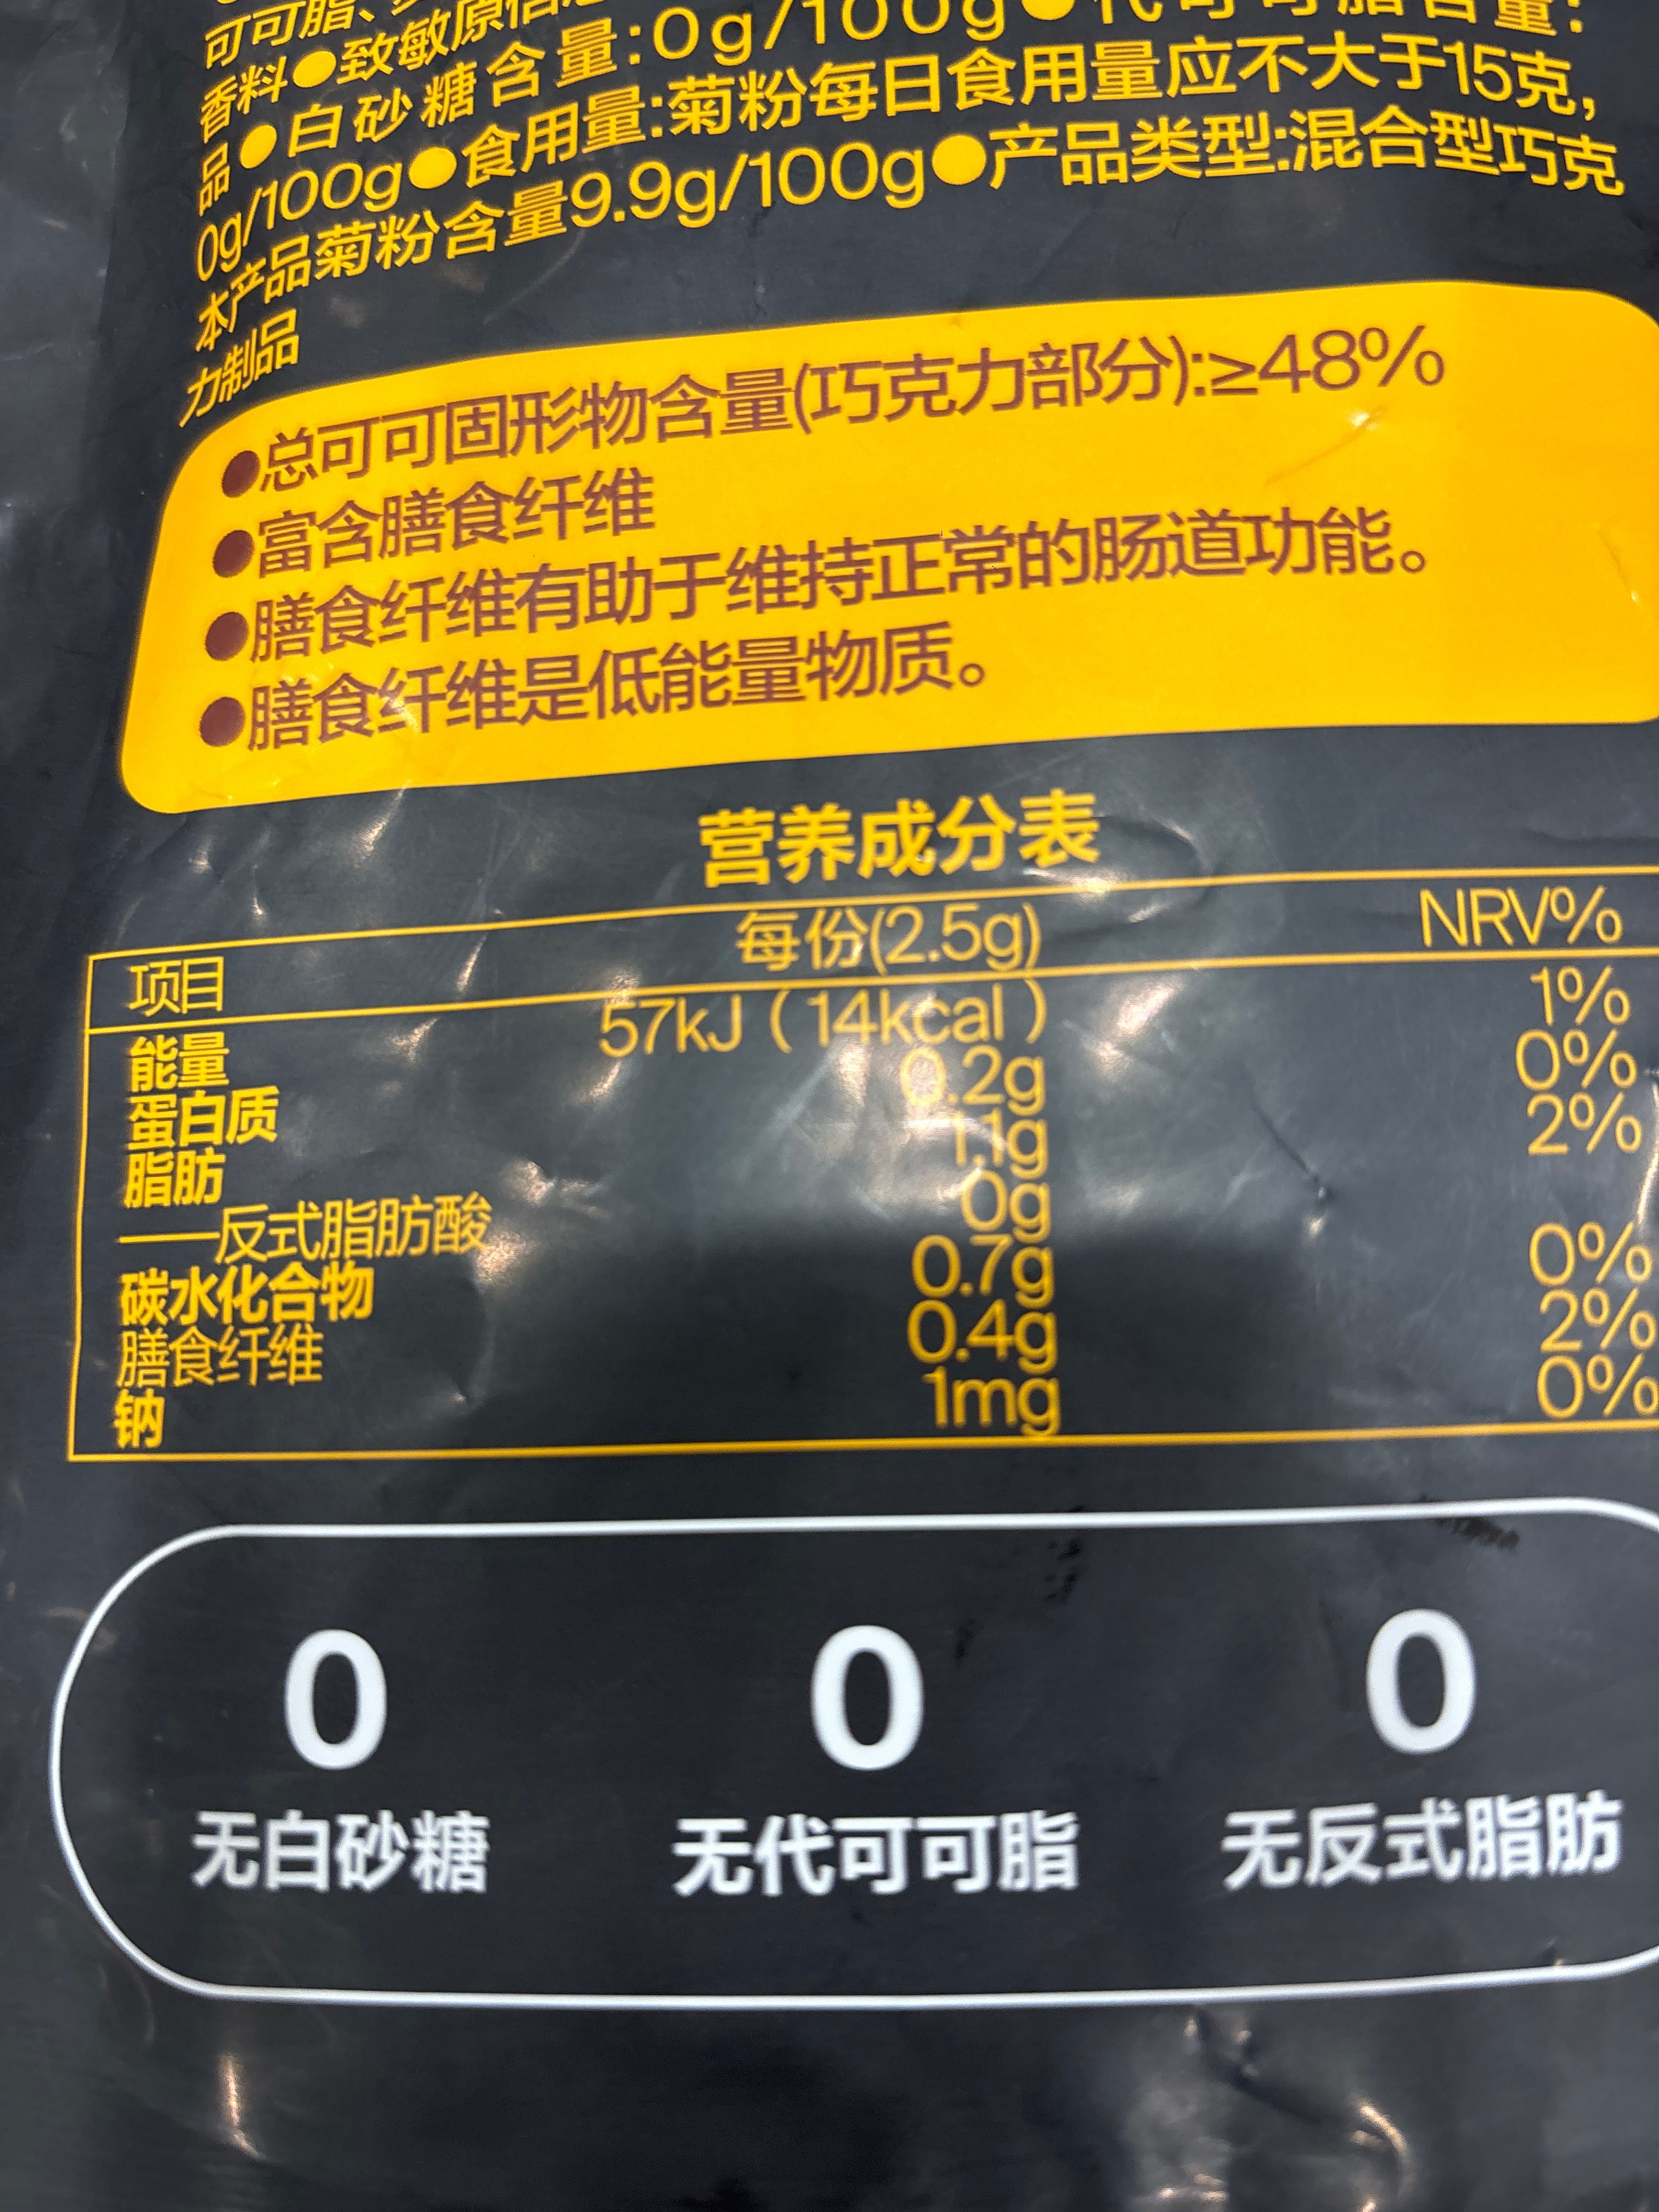 可可脂、
香料●致敏原信息
品●白砂糖含量:0g/100g●代可可脂含量:
0g/100g●食用量:菊粉每日食用量应不大于15克,
本产品菊粉含量9.9g/100g●产品类型:混合型巧克
力制品
●总可可固形物含量(巧克力部分):≥48%
●富含膳食纤维
●膳食纤维有助于维持正常的肠道功能。
●膳食纤维是低能量物质。
营养成分表
项目 每份(2.5g) NRV%
能量 57kJ(14kcal) 1%
蛋白质 0.2g 0%
脂肪 1.1g 2%
——反式脂肪酸 0g
碳水化合物 0.7g 0%
膳食纤维 0.4g 2%
钠 1mg 0%
0 0 0
无白砂糖 无代可可脂 无反式脂肪